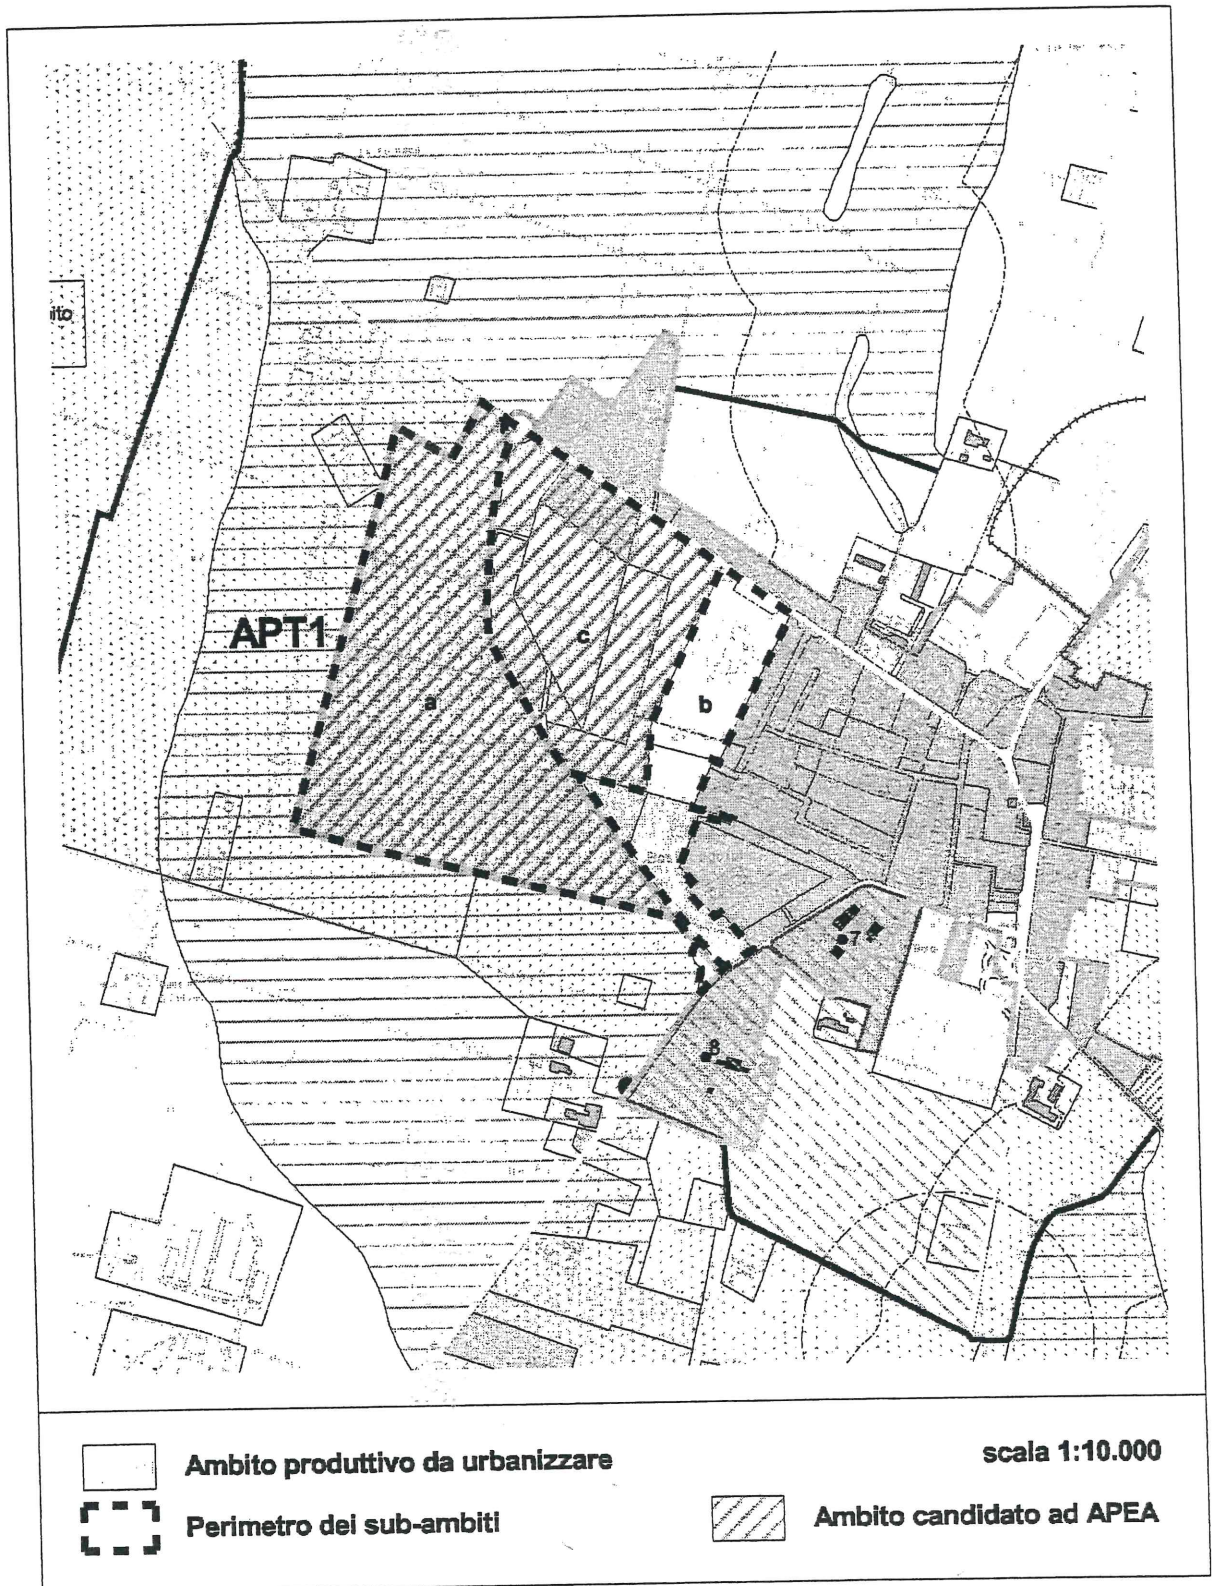 ito
APT1
c
a
b
7
8
Ambito produttivo da urbanizzare
scala 1:10.000
Perimetro dei sub-ambiti
Ambito candidato ad APEA